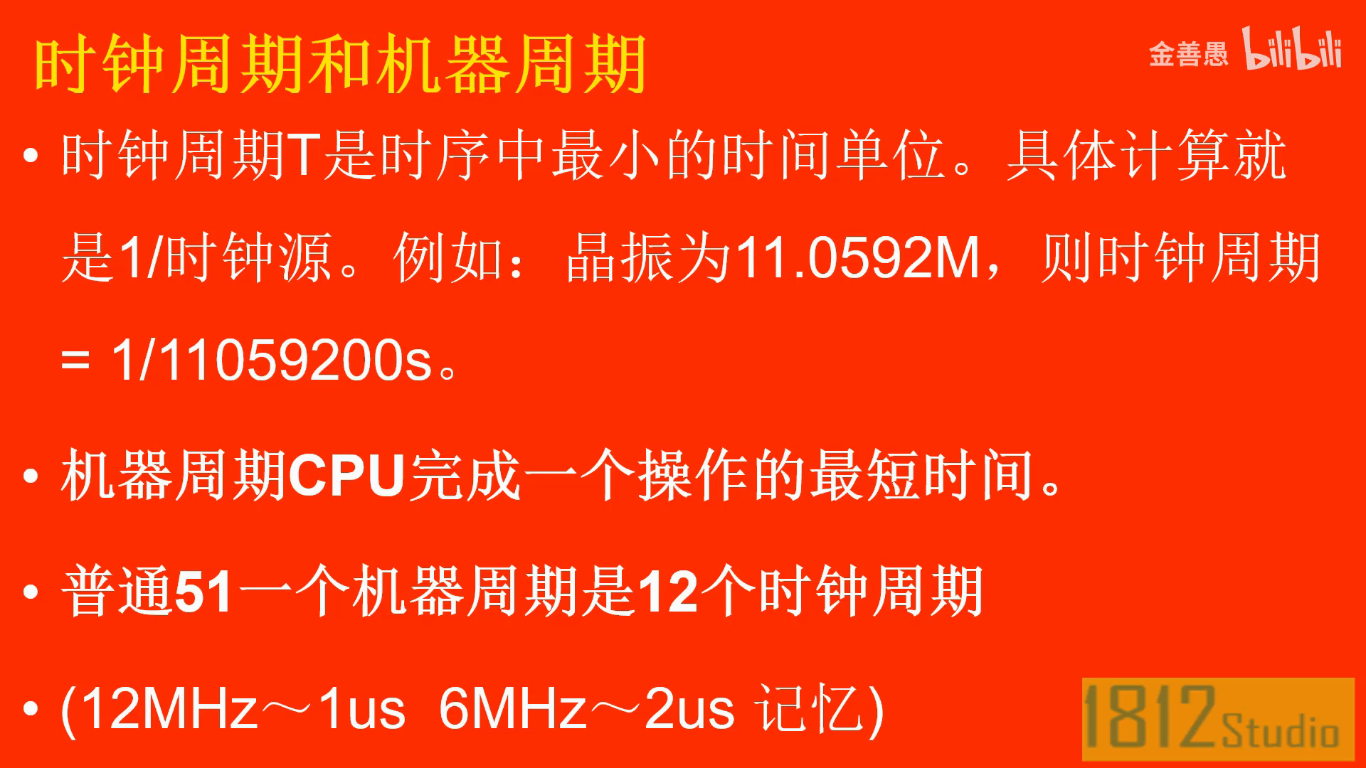 时钟周期和机器周期
金善愚 bilibili
• 时钟周期T是时序中最小的时间单位。具体计算就
是1/时钟源。例如：晶振为11.0592M，则时钟周期
= 1/11059200s。
• 机器周期CPU完成一个操作的最短时间。
• 普通51一个机器周期是12个时钟周期
• (12MHz～1us 6MHz～2us 记忆)
1812Studio